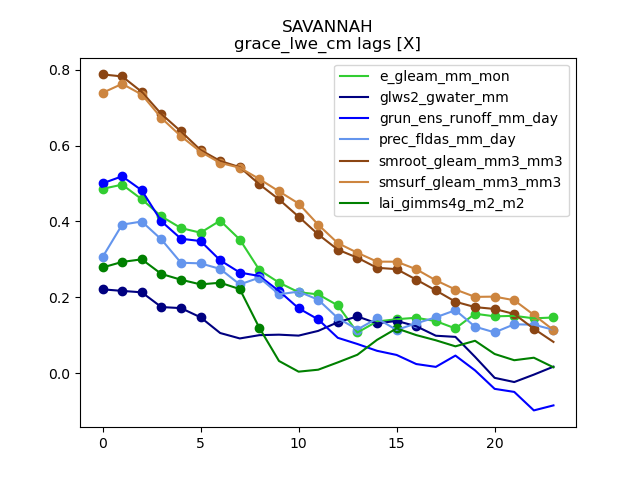 SAVANNAH
grace_lwe_cm lags [X]
e_gleam_mm_mon
glws2_gwater_mm
grun_ens_runoff_mm_day
prec_fldas_mm_day
smroot_gleam_mm3_mm3
smsurf_gleam_mm3_mm3
lai_gimms4g_m2_m2
0.8
0.6
0.4
0.2
0.0
0 5 10 15 20